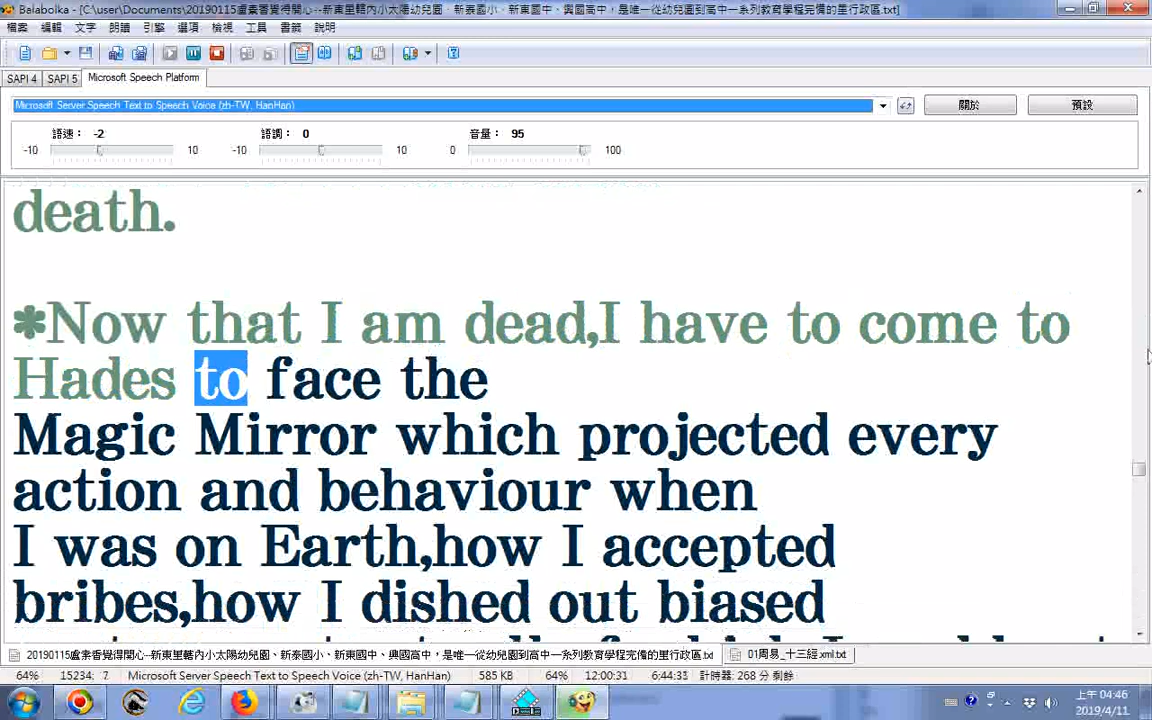 Balabolka - [C:\user\Documents\20190115盧素香覺得開心--新東里轄內小太陽幼兒園、新泰國小、新東國中、興國高中，是唯一從幼兒園到高中一系列教育學程完備的里行政區.txt]
檔案 編輯 文字 朗讀 引擎 選項 檢視 工具 書籤 說明
SAPI 4 SAPI 5 Microsoft Speech Platform
Microsoft Server Speech Text to Speech Voice (zh-TW, HanHan) 關於 預設
語速： -2 語調： 0 音量： 95
-10 10 -10 10 0 100
death.
*Now that I am dead,I have to come to
Hades to face the
Magic Mirror which projected every
action and behaviour when
I was on Earth,how I accepted
bribes,how I dished out biased
20190115盧素香覺得開心--新東里轄內小太陽幼兒園、新泰國小、新東國中、興國高中，是唯一從幼兒園到高中一系列教育學程完備的里行政區.txt 01周易_十三經.xml.txt
64% 15234: 7 Microsoft Server Speech Text to Speech Voice (zh-TW, HanHan) 585 KB 64% 12:00:31 6:44:35 計時器: 268 分 剩餘
上午 04:46
2019/4/11